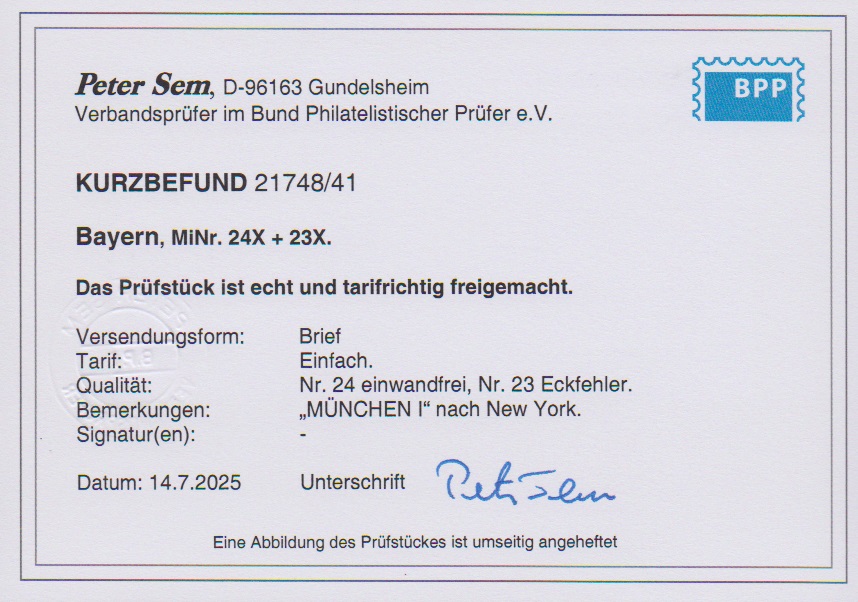 Peter Sem, D-96163 Gundelsheim
Verbandsprüfer im Bund Philatelistischer Prüfer e.V.
BPP
KURZBEFUND 21748/41
Bayern, MiNr. 24X + 23X.
Das Prüfstück ist echt und tarifrichtig freigemacht.
Versendungsform: Brief
Tarif: Einfach.
Qualität: Nr. 24 einwandfrei, Nr. 23 Eckfehler.
Bemerkungen: „MÜNCHEN I“ nach New York.
Signatur(en): -
Datum: 14.7.2025 Unterschrift Peter Sem
Eine Abbildung des Prüfstückes ist umseitig angeheftet